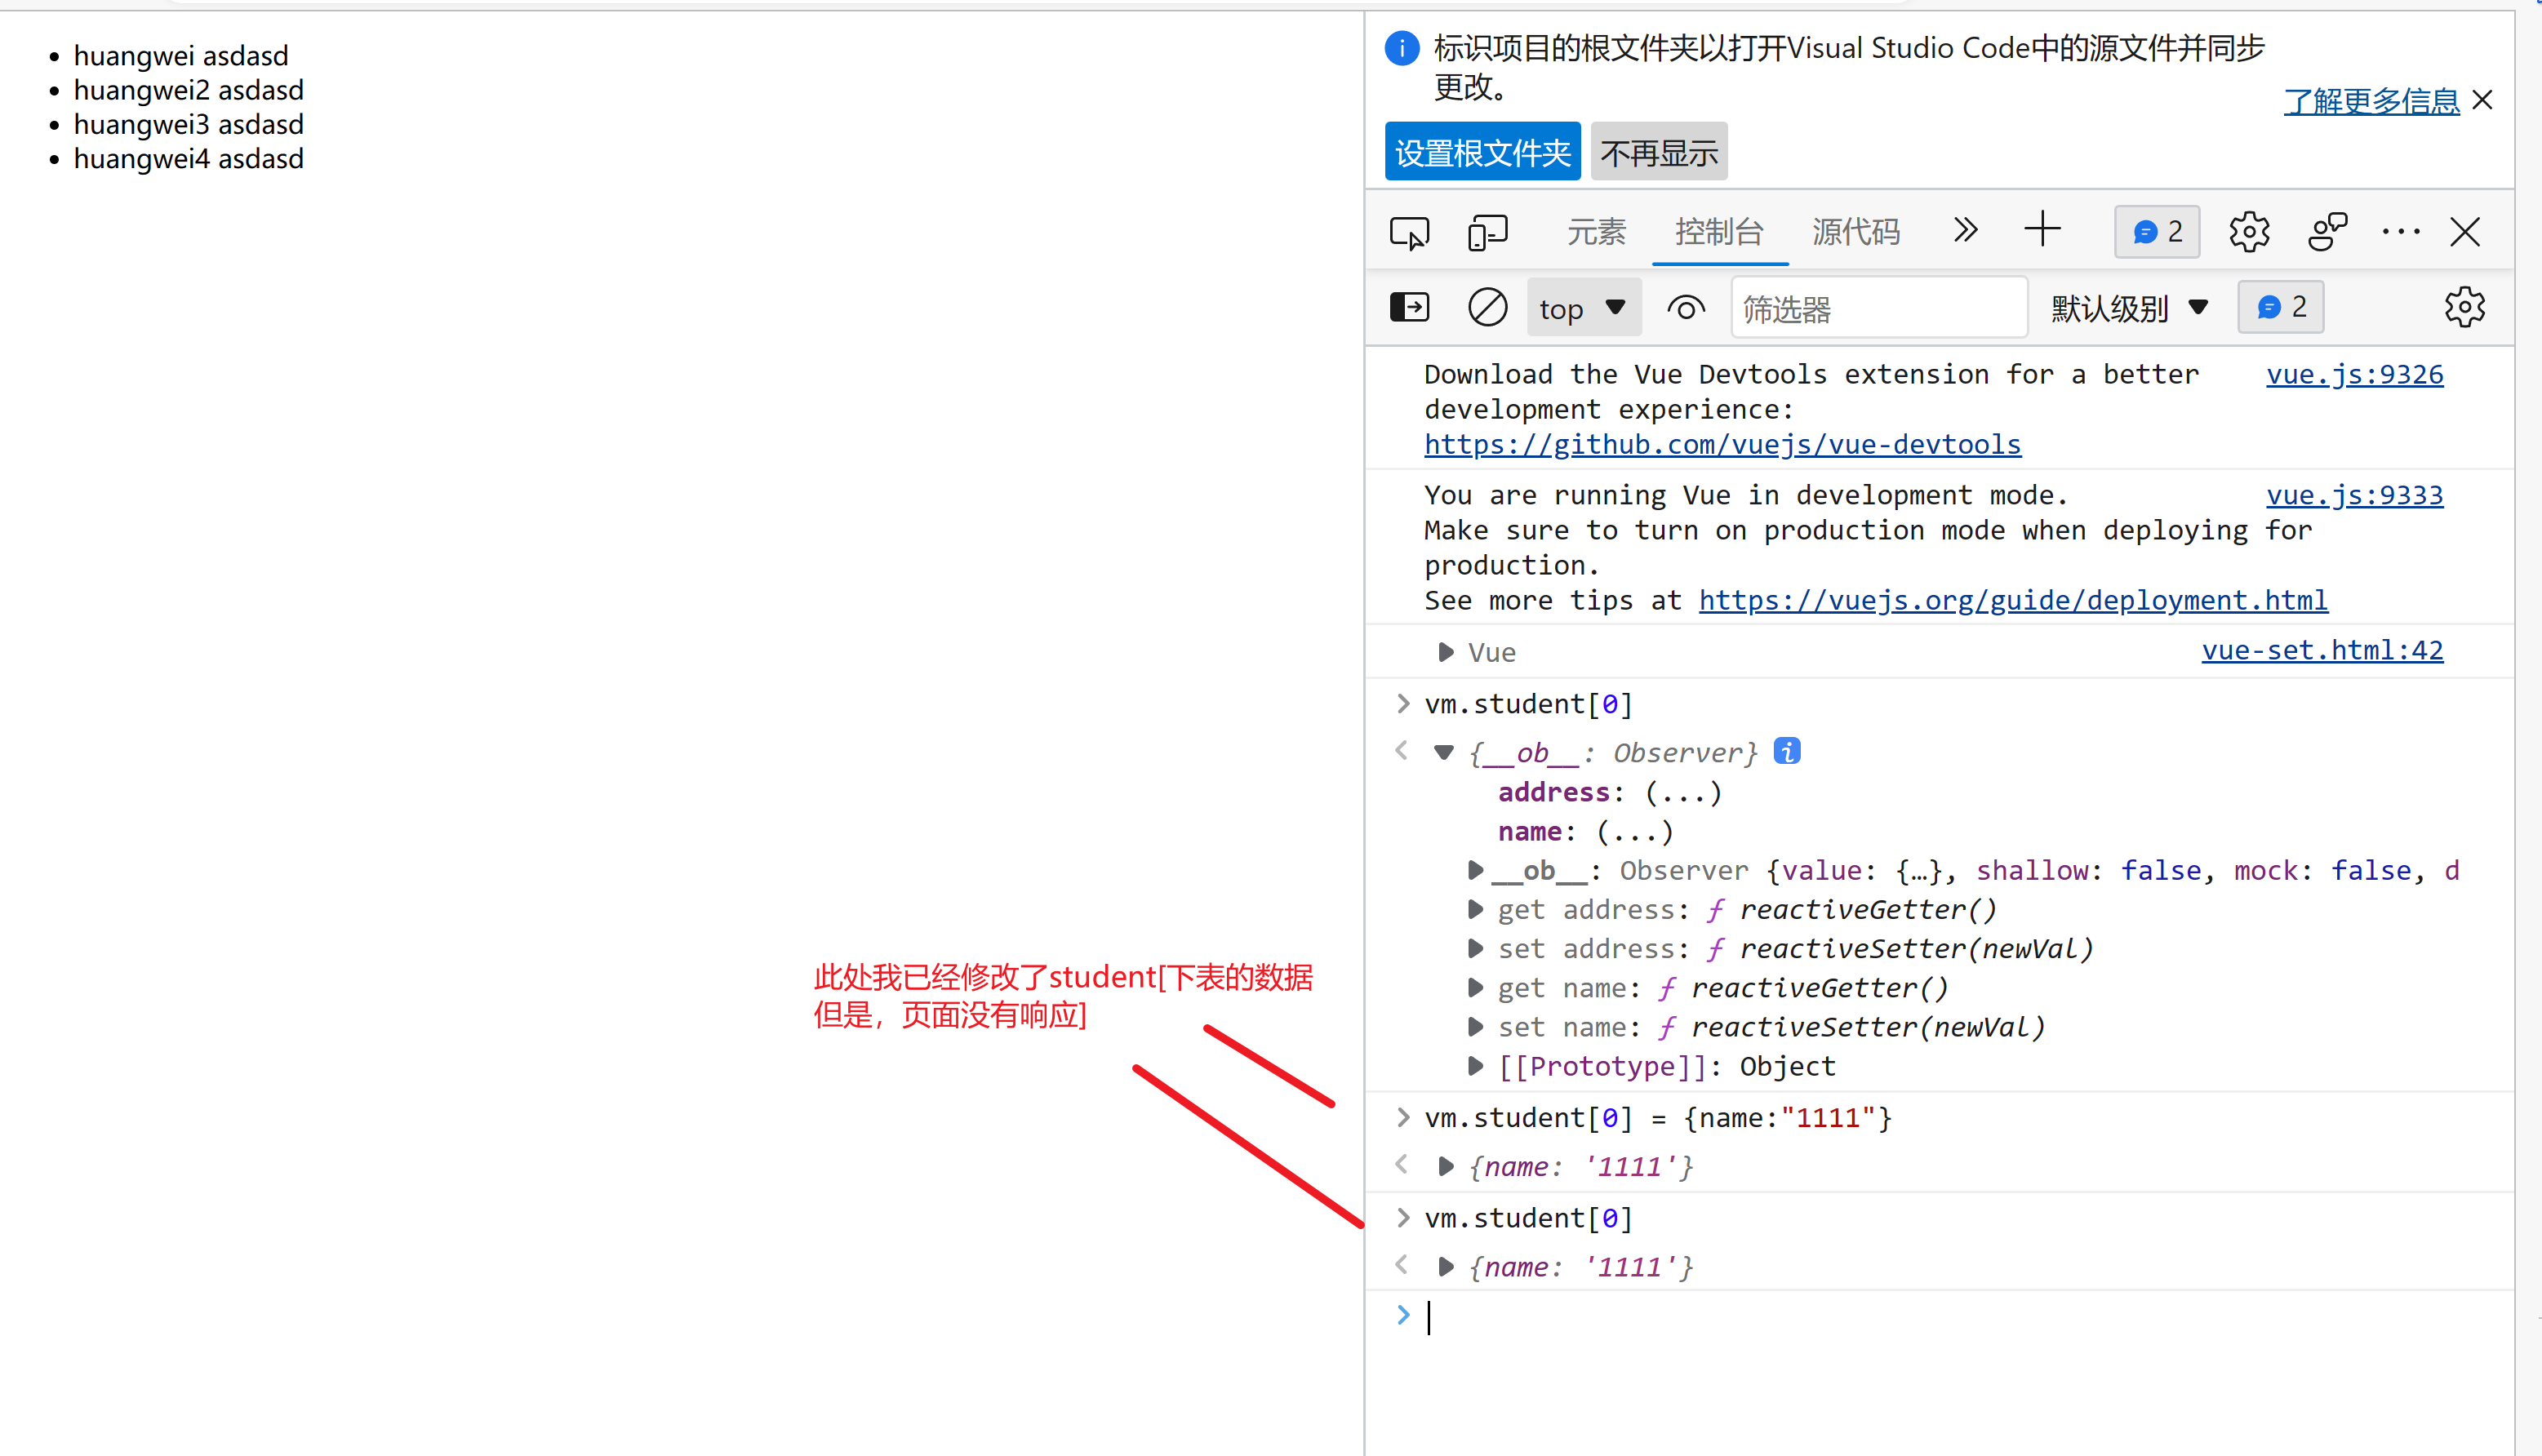 huangwei asdasd
huangwei2 asdasd
huangwei3 asdasd
huangwei4 asdasd
此处我已经修改了student[下表的数据
但是，页面没有响应]
标识项目的根文件夹以打开Visual Studio Code中的源文件并同步
更改。
了解更多信息
设置根文件夹 不再显示
元素 控制台 源代码 2
top 筛选器 默认级别 2
Download the Vue Devtools extension for a better vue.js:9326
development experience:
https://github.com/vuejs/vue-devtools
You are running Vue in development mode. vue.js:9333
Make sure to turn on production mode when deploying for
production.
See more tips at https://vuejs.org/guide/deployment.html
Vue vue-set.html:42
vm.student[0]
{__ob__: Observer}
address: (...)
name: (...)
__ob__: Observer {value: {…}, shallow: false, mock: false, d
get address: ƒ reactiveGetter()
set address: ƒ reactiveSetter(newVal)
get name: ƒ reactiveGetter()
set name: ƒ reactiveSetter(newVal)
[[Prototype]]: Object
vm.student[0] = {name:"1111"}
{name: '1111'}
vm.student[0]
{name: '1111'}